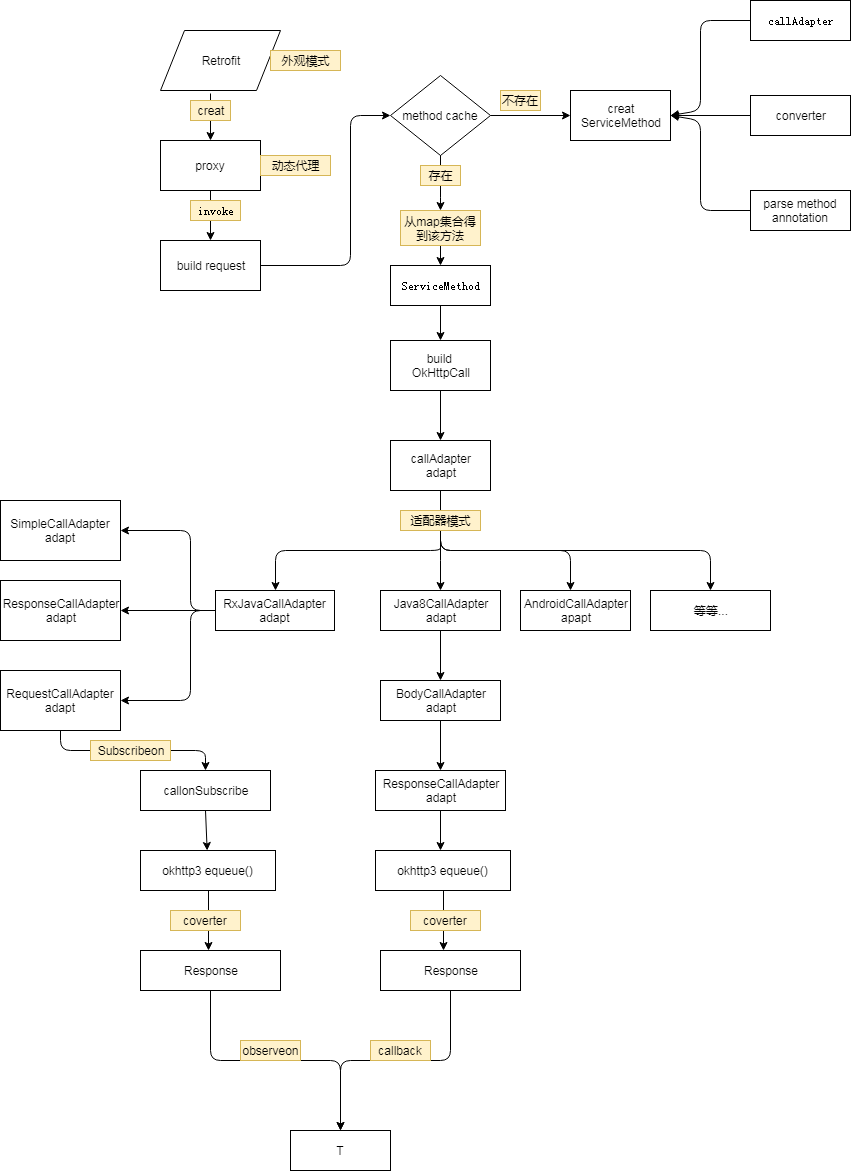 Retrofit
外观模式
creat
proxy
动态代理
invoke
build request
method cache
不存在
creat
ServiceMethod
callAdapter
converter
parse method
annotation
存在
从map集合得
到该方法
ServiceMethod
build
OkHttpCall
callAdapter
adapt
适配器模式
SimpleCallAdapter
adapt
ResponseCallAdapter
adapt
RequestCallAdapter
adapt
RxJavaCallAdapter
adapt
Java8CallAdapter
adapt
AndroidCallAdapter
apapt
等等...
BodyCallAdapter
adapt
Subscribeon
callonSubscribe
ResponseCallAdapter
adapt
okhttp3 equeue()
okhttp3 equeue()
coverter
coverter
Response
Response
observeon
callback
T